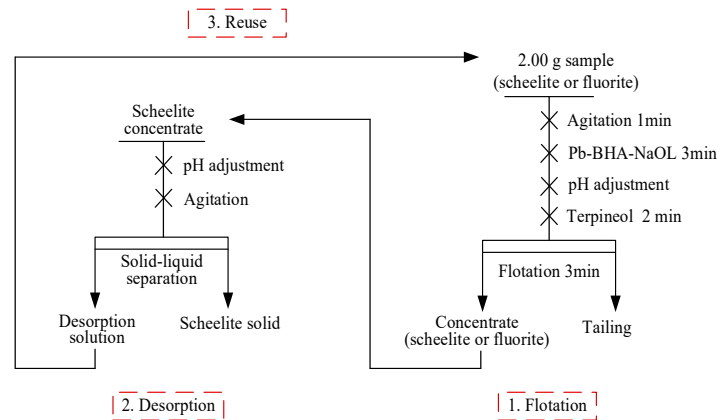 3. Reuse
2.00 g sample
(scheelite or fluorite)
Agitation 1min
Pb-BHA-NaOL 3min
pH adjustment
Terpineol 2 min
Flotation 3min
Concentrate
(scheelite or fluorite)
Tailing
1. Flotation
Scheelite
concentrate
pH adjustment
Agitation
Solid-liquid
separation
Desorption
solution
Scheelite solid
2. Desorption